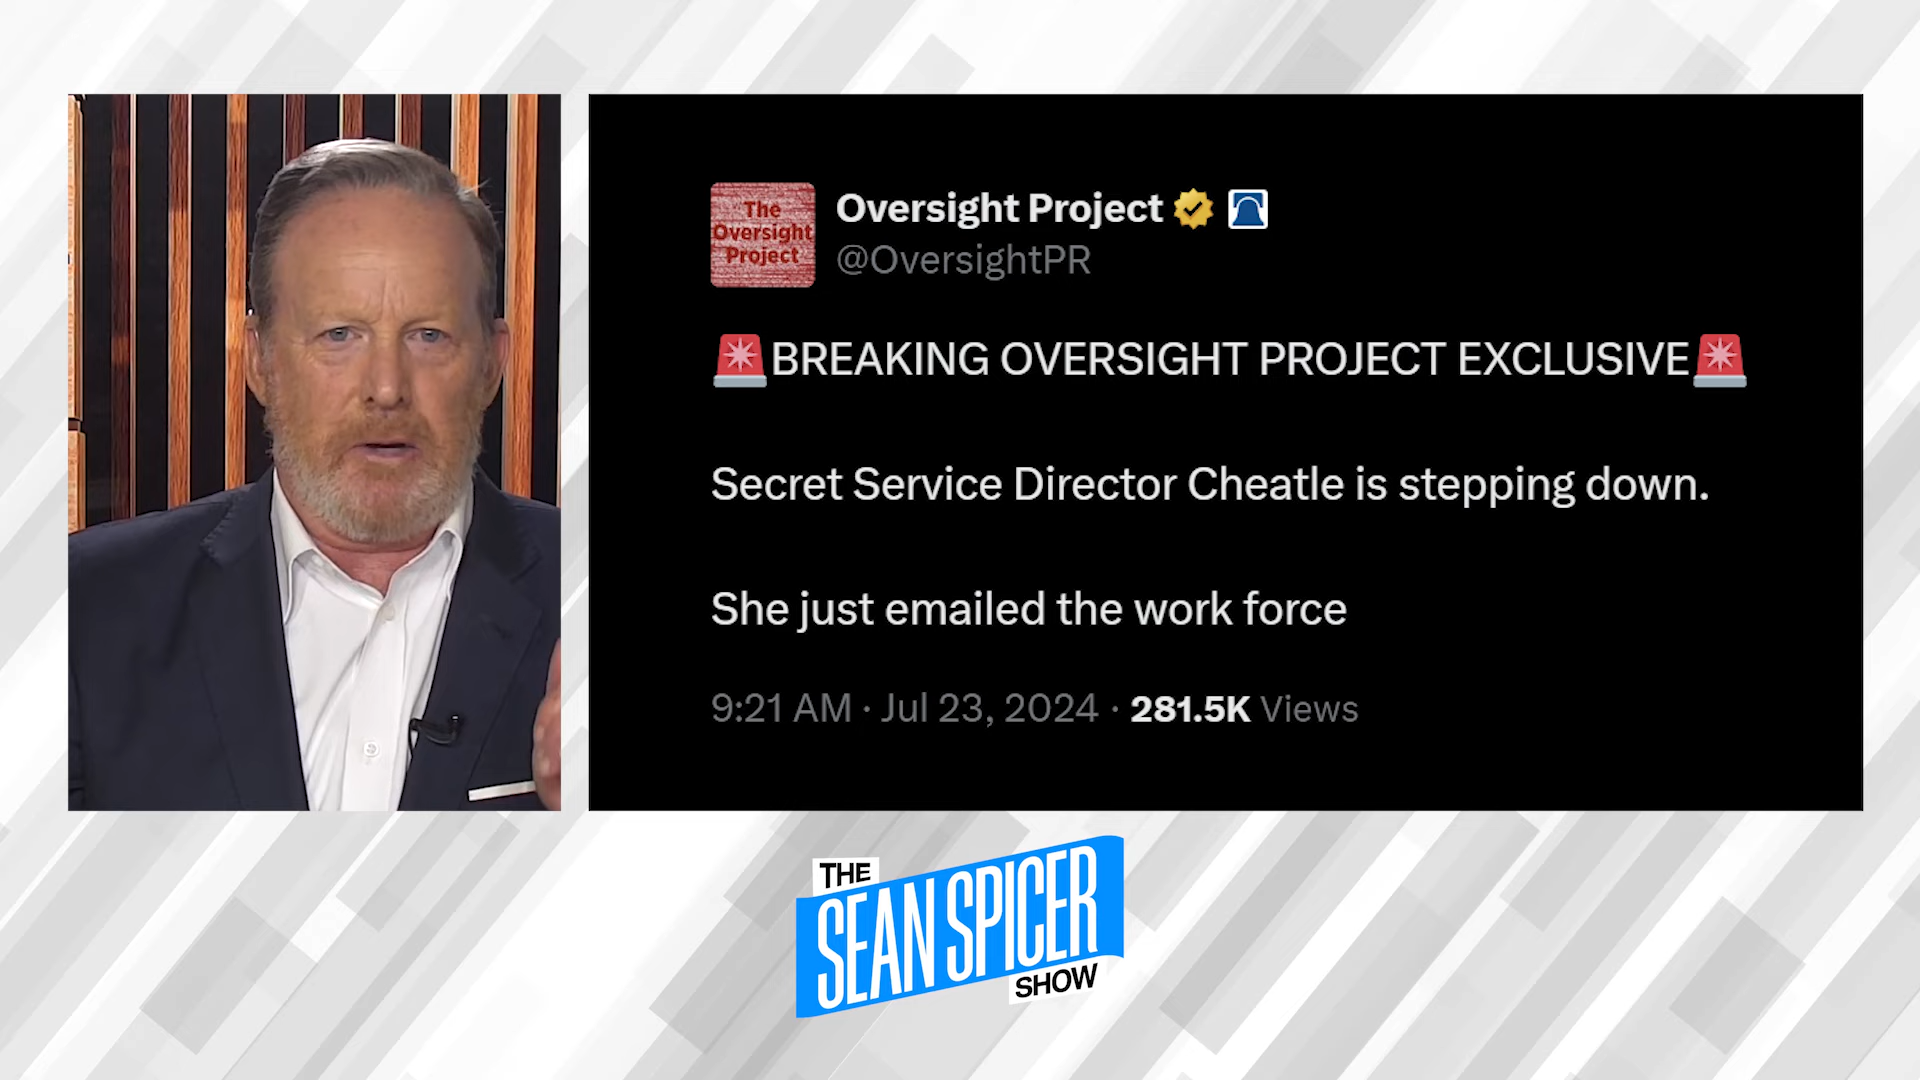 The
Oversight
Project
Oversight Project
@OversightPR
🚨BREAKING OVERSIGHT PROJECT EXCLUSIVE🚨
Secret Service Director Cheatle is stepping down.
She just emailed the work force
9:21 AM · Jul 23, 2024 · 281.5K Views
THE
SEAN SPICER
SHOW